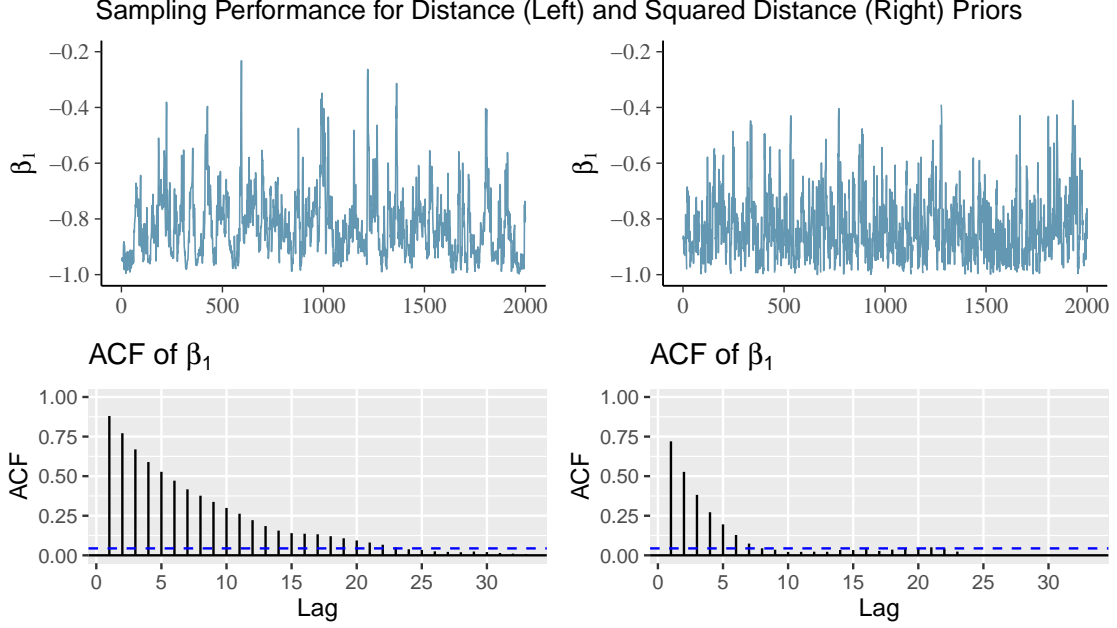 Sampling Performance for Distance (Left) and Squared Distance (Right) Priors
−0.2
−0.4
−0.6
−0.8
−1.0
β1
0 500 1000 1500 2000
−0.2
−0.4
−0.6
−0.8
−1.0
β1
0 500 1000 1500 2000
ACF of β1
1.00
0.75
0.50
0.25
0.00
ACF
0 5 10 15 20 25 30
Lag
ACF of β1
1.00
0.75
0.50
0.25
0.00
ACF
0 5 10 15 20 25 30
Lag